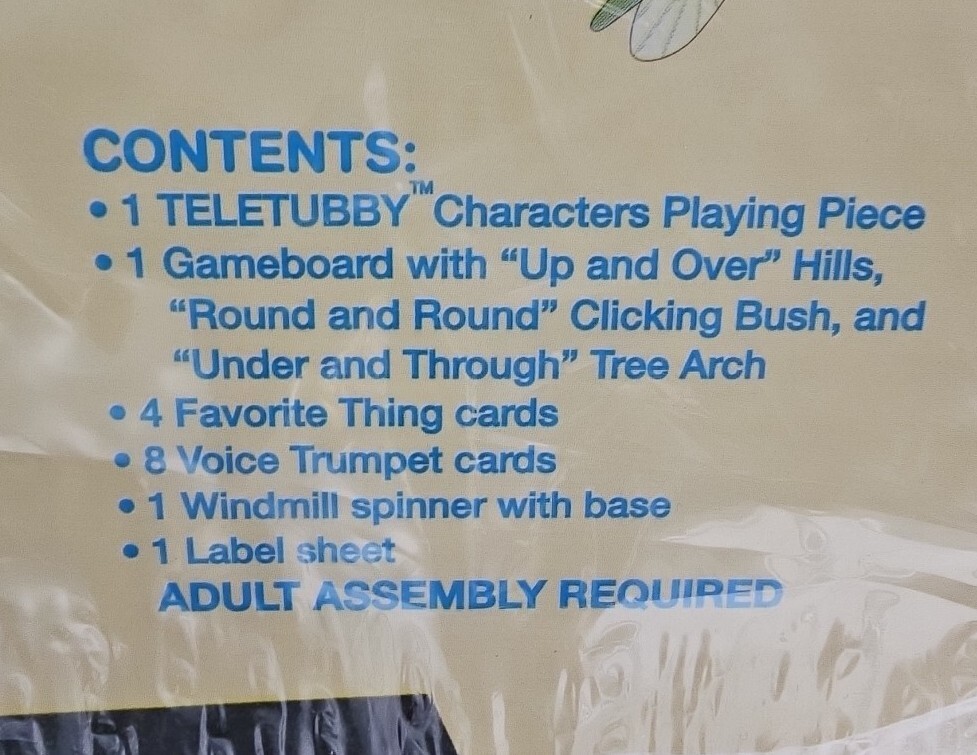 CONTENTS:
• 1 TELETUBBY™ Characters Playing Piece
• 1 Gameboard with “Up and Over” Hills,
“Round and Round” Clicking Bush, and
“Under and Through” Tree Arch
• 4 Favorite Thing cards
• 8 Voice Trumpet cards
• 1 Windmill spinner with base
• 1 Label sheet
ADULT ASSEMBLY REQUIRED